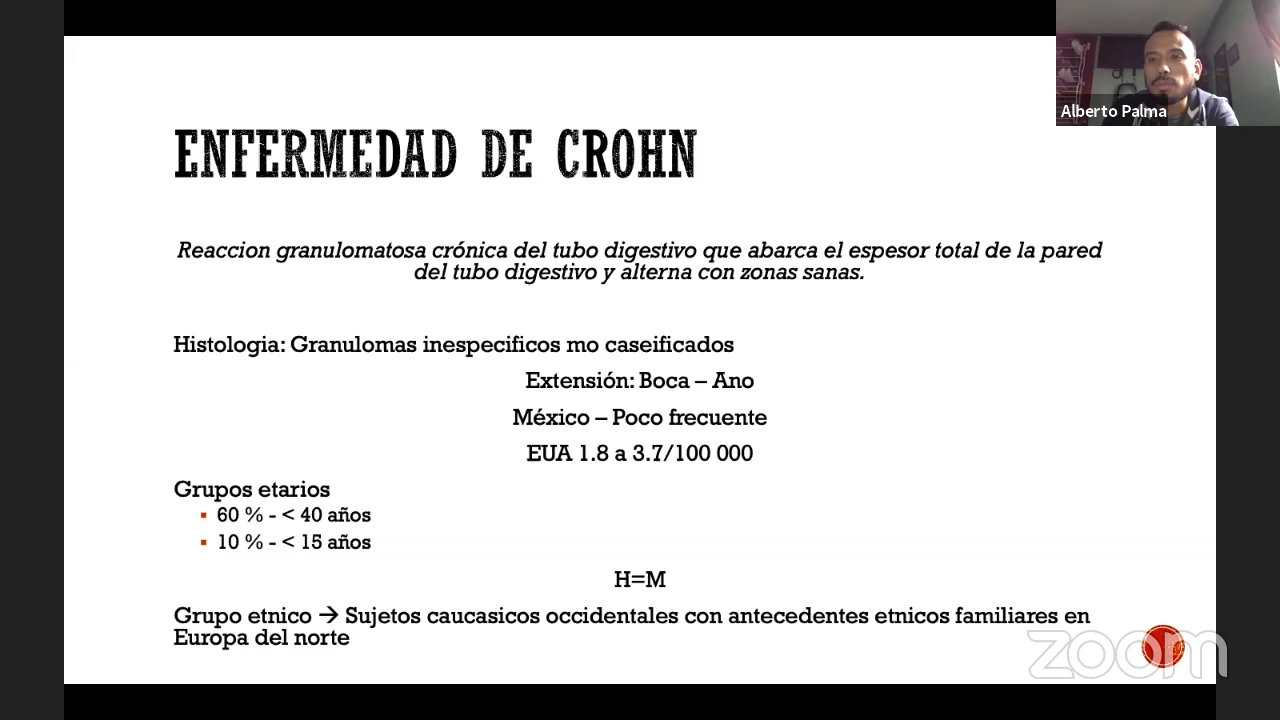 Alberto Palma
ENFERMEDAD DE CROHN
Reaccion granulomatosa crónica del tubo digestivo que abarca el espesor total de la pared
del tubo digestivo y alterna con zonas sanas.
Histologia: Granulomas inespecificos mo caseificados
Extensión: Boca – Ano
México – Poco frecuente
EUA 1.8 a 3.7/100 000
Grupos etarios
▪ 60 % - < 40 años
▪ 10 % - < 15 años
H=M
Grupo etnico → Sujetos caucasicos occidentales con antecedentes etnicos familiares en
Europa del norte
zoom